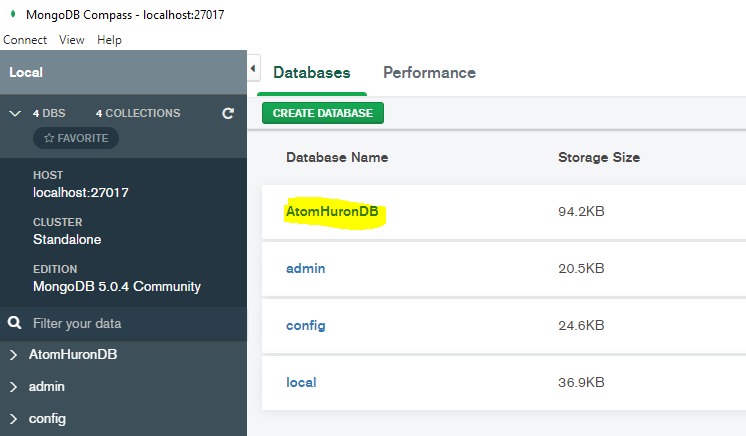 MongoDB Compass - localhost:27017
Connect View Help
Local
4 DBS 4 COLLECTIONS
FAVORITE
HOST
localhost:27017
CLUSTER
Standalone
EDITION
MongoDB 5.0.4 Community
Filter your data
AtomHuronDB
admin
config
Databases Performance
CREATE DATABASE
Database Name Storage Size
AtomHuronDB 94.2KB
admin 20.5KB
config 24.6KB
local 36.9KB